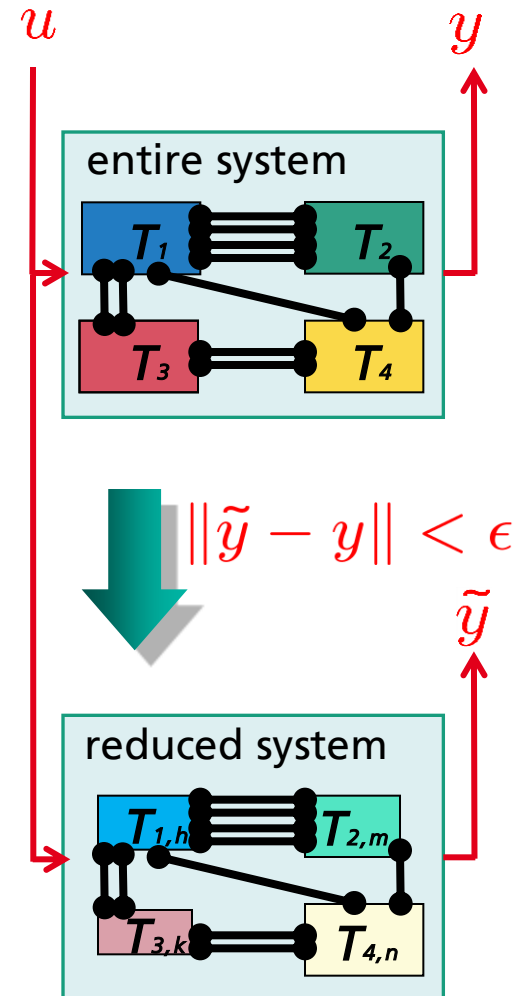 u y
entire system
T₁ T₂
T₃ T₄
‖ỹ − y‖ < ϵ
ỹ
reduced system
T₁,ₕ T₂,ₘ
T₃,ₖ T₄,ₙ